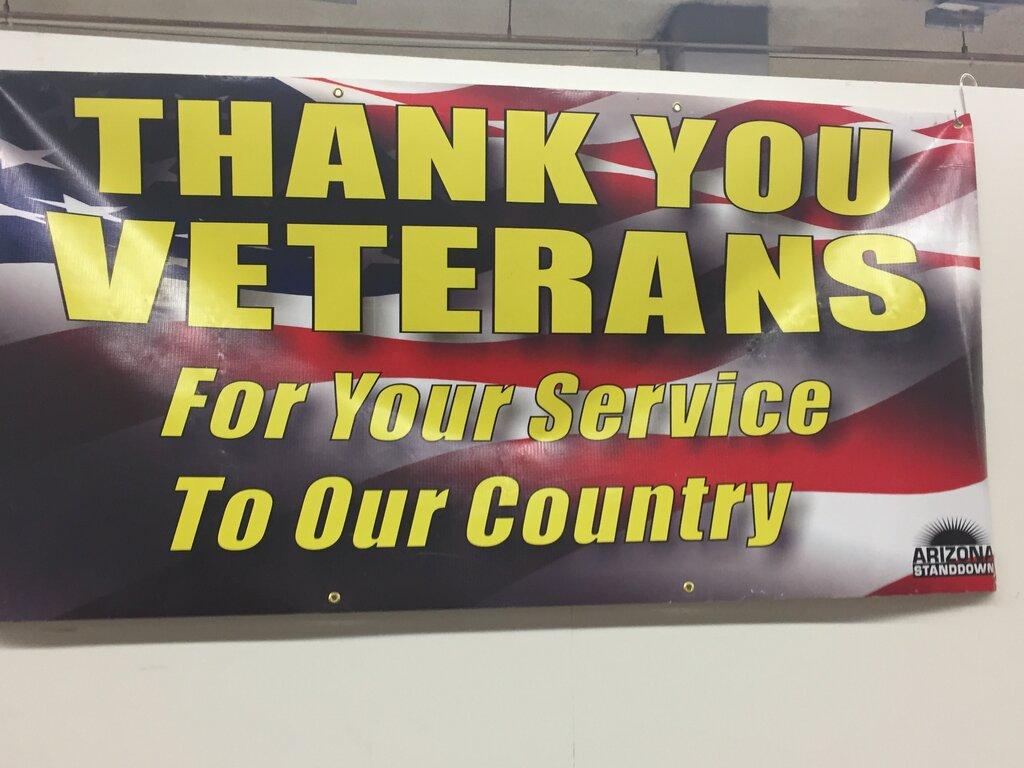 THANK YOU
VETERANS
For Your Service
To Our Country
ARIZONA
STANDDOWN